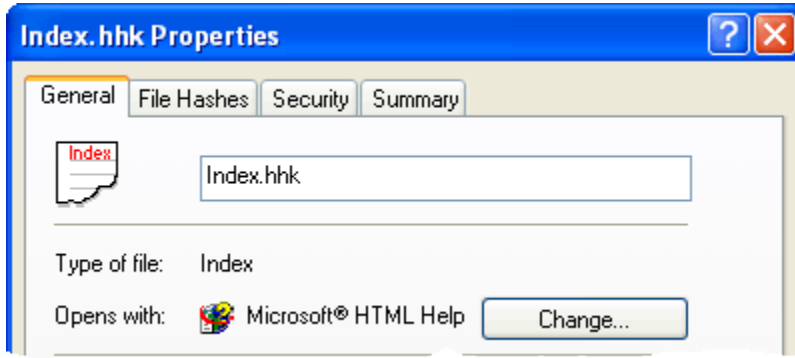 Index.hhk Properties
General File Hashes Security Summary
Index
Index.hhk
Type of file: Index
Opens with: Microsoft® HTML Help Change...